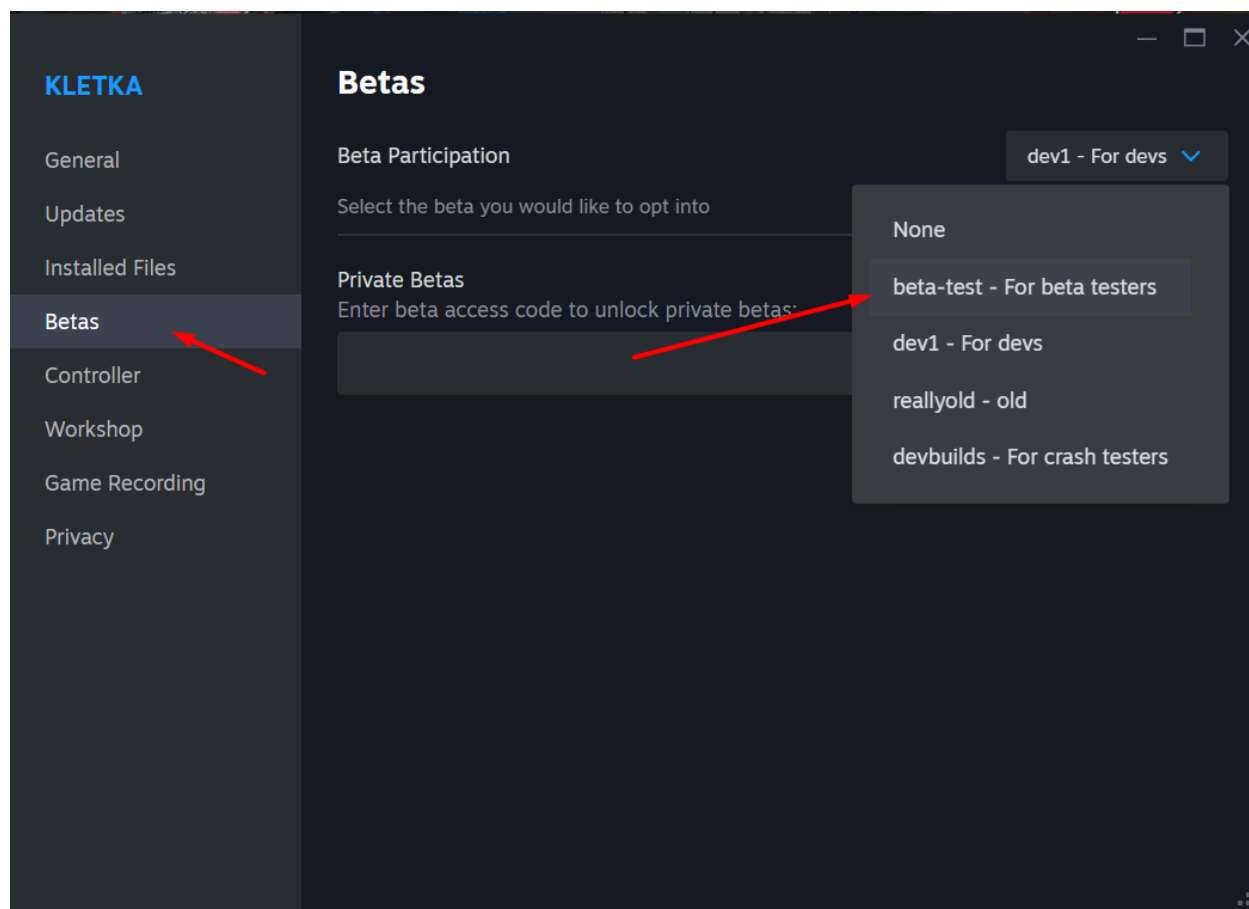 KLETKA
General
Updates
Installed Files
Betas
Controller
Workshop
Game Recording
Privacy
Betas
Beta Participation
dev1 - For devs
Select the beta you would like to opt into
None
beta-test - For beta testers
dev1 - For devs
reallyold - old
devbuilds - For crash testers
Private Betas
Enter beta access code to unlock private betas: